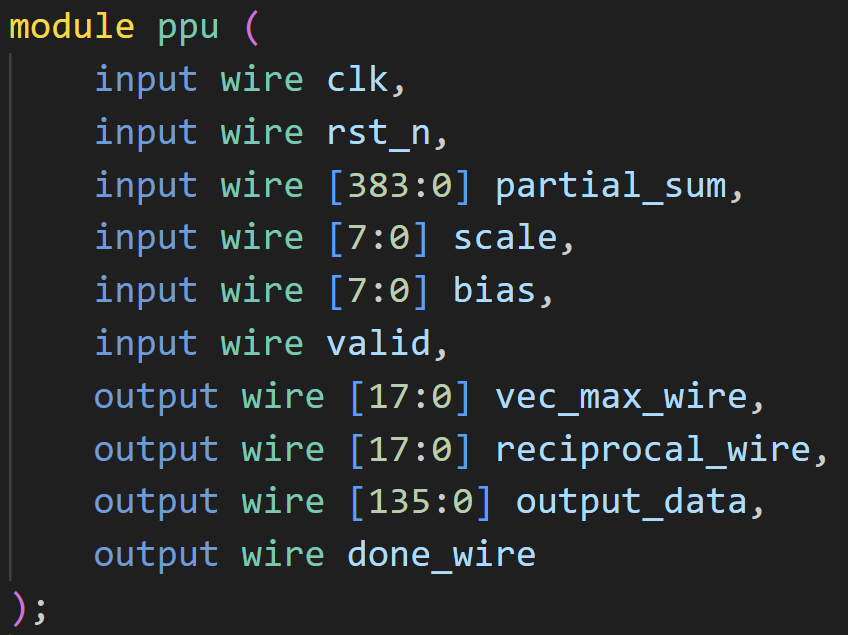 module ppu (
    input wire clk,
    input wire rst_n,
    input wire [383:0] partial_sum,
    input wire [7:0] scale,
    input wire [7:0] bias,
    input wire valid,
    output wire [17:0] vec_max_wire,
    output wire [17:0] reciprocal_wire,
    output wire [135:0] output_data,
    output wire done_wire
);